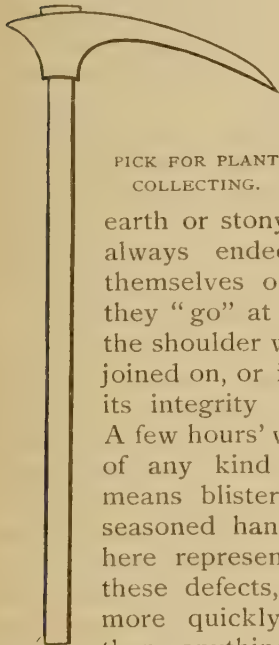 PICK FOR PLANT
COLLECTING.
earth or stony
always ended
themselves o
they “go” at
the shoulder w
joined on, or i
its integrity
A few hours’ w
of any kind
means blister
seasoned han
here represen
these defects,
more quickly